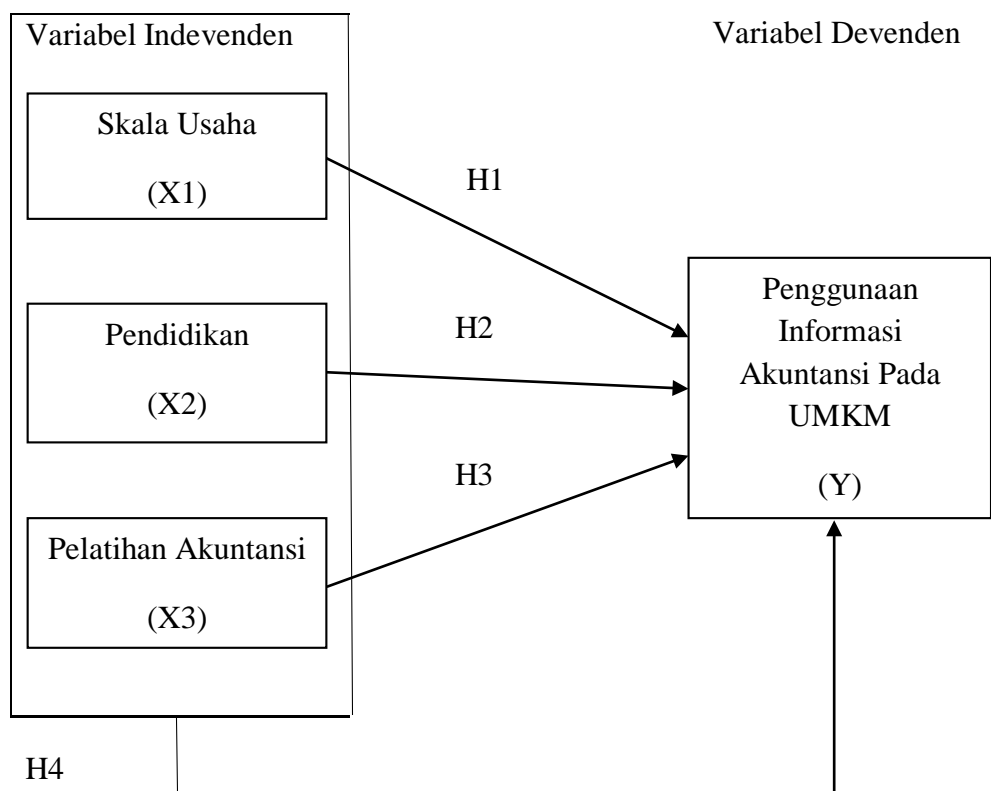 Variabel Indevenden
Variabel Devenden
Skala Usaha
(X1)
H1
Pendidikan
(X2)
H2
Pelatihan Akuntansi
(X3)
H3
Penggunaan
Informasi
Akuntansi Pada
UMKM
(Y)
H4